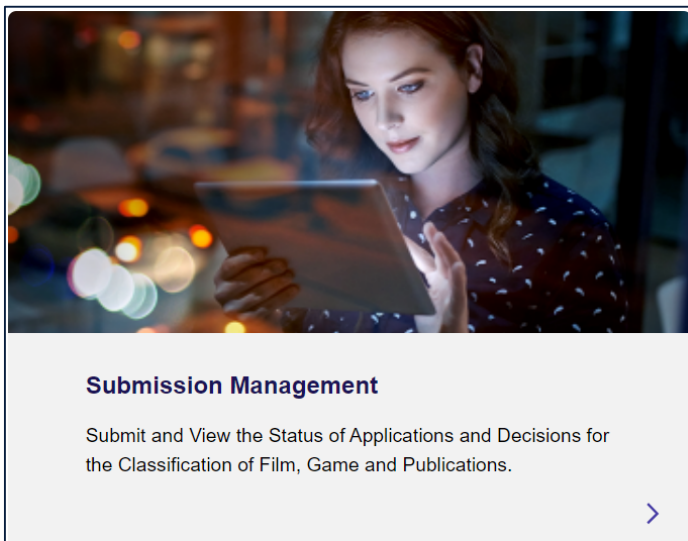 Submission Management
Submit and View the Status of Applications and Decisions for
the Classification of Film, Game and Publications.